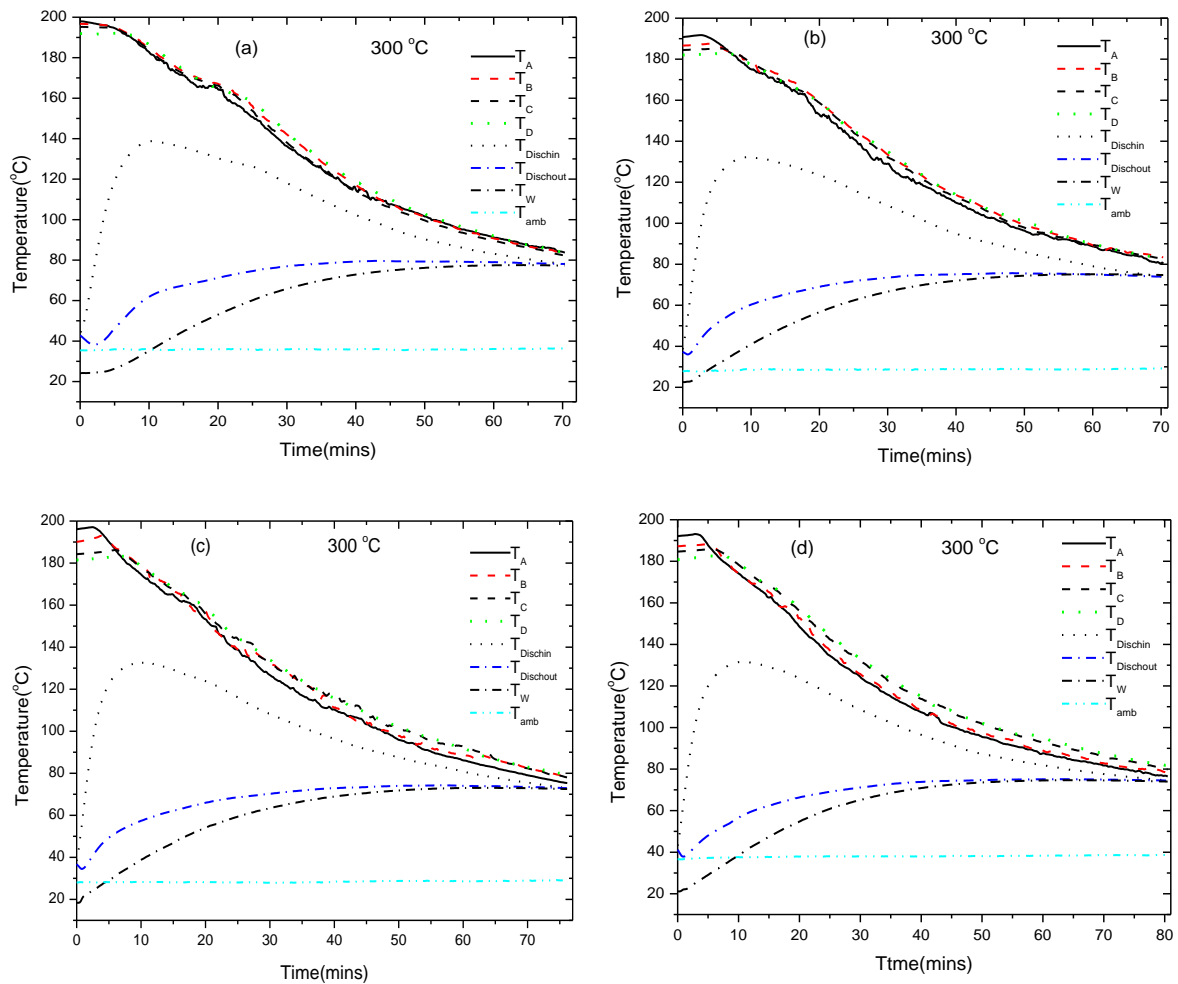 (a) 300 °C
T_A
T_B
T_C
T_D
T_Dischin
T_Dischout
T_W
T_amb
Temperature(°C)
200
180
160
140
120
100
80
60
40
20
0 10 20 30 40 50 60 70
Time(mins)
(b) 300 °C
T_A
T_B
T_C
T_D
T_Dischin
T_Dischout
T_W
T_amb
Temperature(°C)
200
180
160
140
120
100
80
60
40
20
0 10 20 30 40 50 60 70
Time(mins)
(c) 300 °C
T_A
T_B
T_C
T_D
T_Dischin
T_Dischout
T_W
T_amb
Temperature(°C)
200
180
160
140
120
100
80
60
40
20
0 10 20 30 40 50 60 70
Time(mins)
(d) 300 °C
T_A
T_B
T_C
T_D
T_Dischin
T_Dischout
T_W
T_amb
Temperature(°C)
200
180
160
140
120
100
80
60
40
20
0 10 20 30 40 50 60 70 80
Ttme(mins)